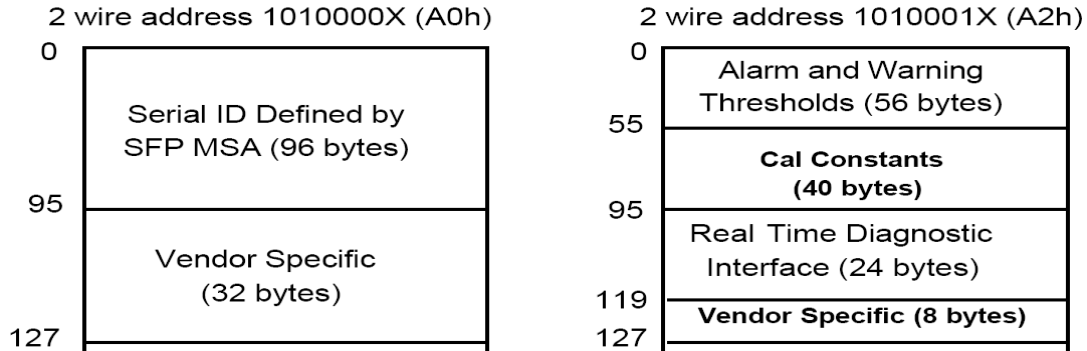 2 wire address 1010000X (A0h)
0
Serial ID Defined by
SFP MSA (96 bytes)
95
Vendor Specific
(32 bytes)
127
2 wire address 1010001X (A2h)
0
Alarm and Warning
Thresholds (56 bytes)
55
Cal Constants
(40 bytes)
95
Real Time Diagnostic
Interface (24 bytes)
119
Vendor Specific (8 bytes)
127